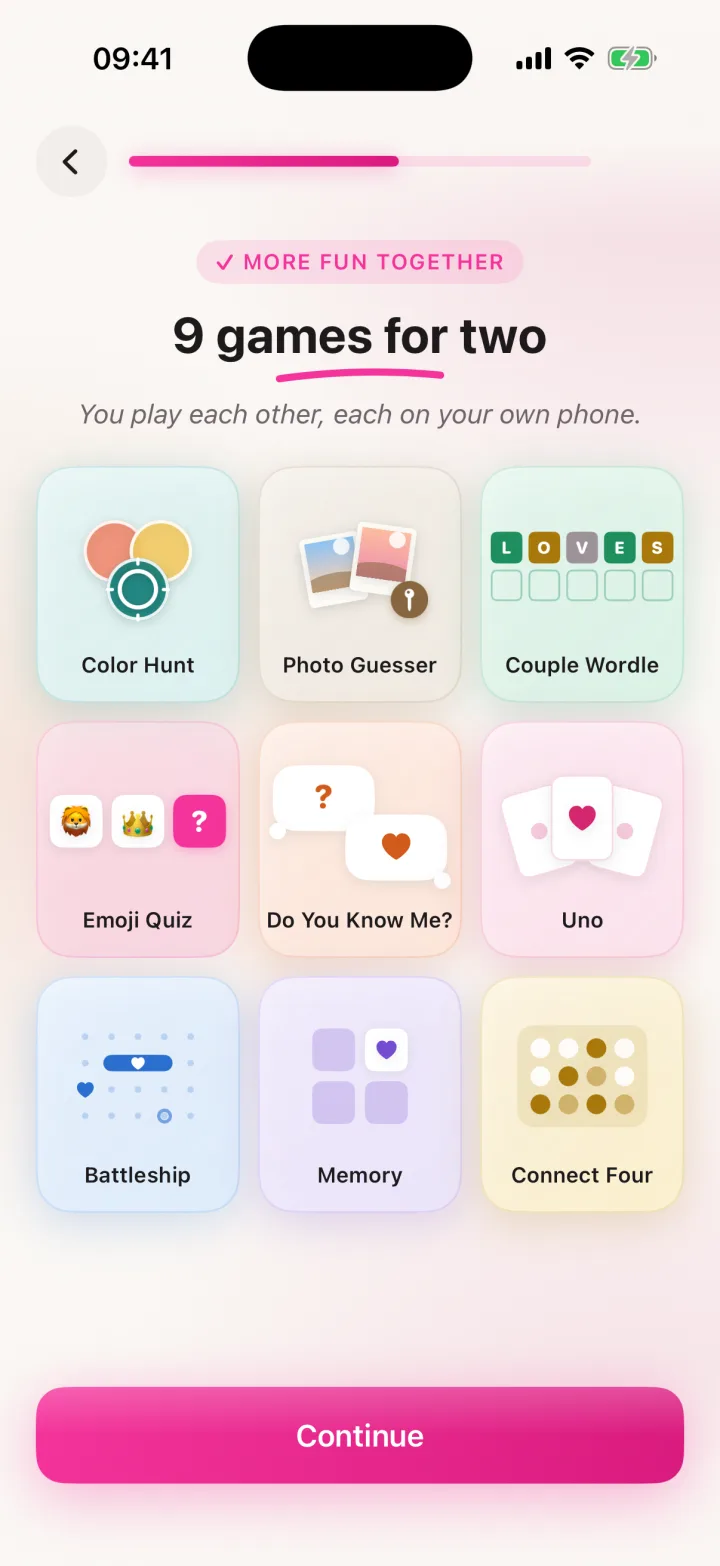 09:41
MORE FUN TOGETHER
9 games for two
You play each other, each on your own phone.
L O V E S
Color Hunt
Photo Guesser
Couple Wordle
?
?
Emoji Quiz
Do You Know Me?
Uno
Battleship
Memory
Connect Four
Continue